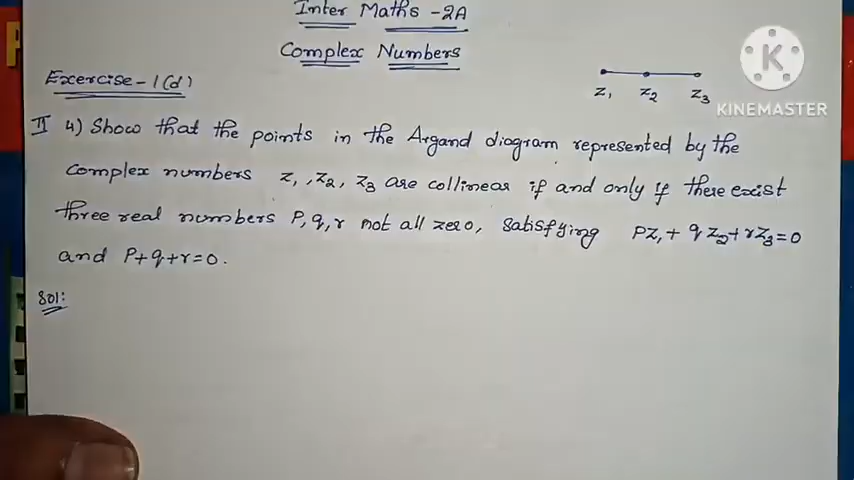 Inter Maths - 2A
Complex Numbers
Exercise - 1(d)
z₁ z₂ z₃
K
KINEMASTER
II 4) Show that the points in the Argand diagram represented by the
Complex numbers z₁, z₂, z₃ are collinear if and only if there exist
three real numbers P, q, r not all zero, satisfying Pz₁ + qz₂ + rz₃ = 0
and P+q+r=0.
Sol: